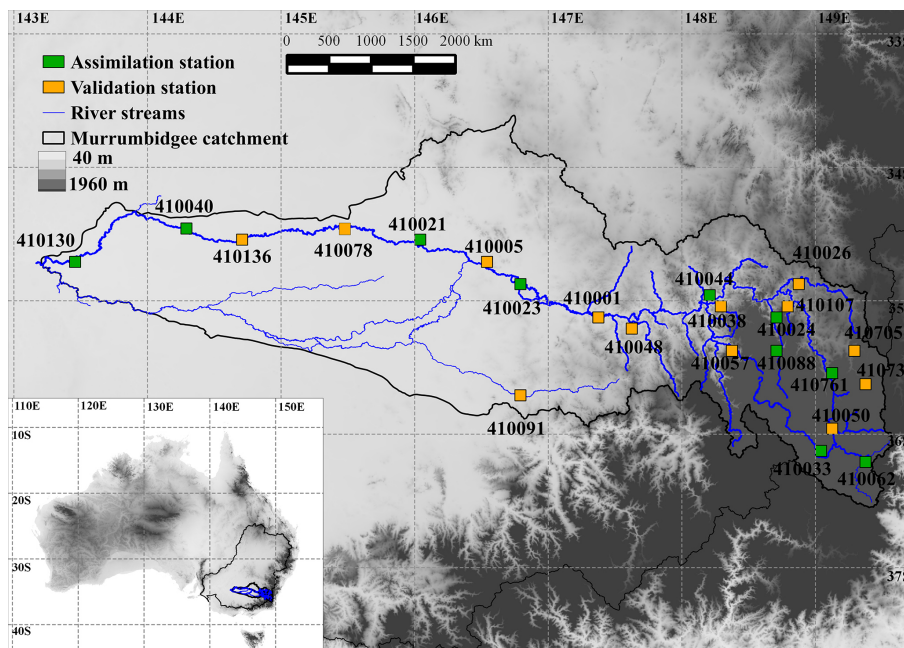 143E 144E 145E 146E 147E 148E 149E
0 500 1000 1500 2000 km
Assimilation station
Validation station
River streams
Murrumbidgee catchment
40 m
1960 m
410040
410130
410136
410078
410021
410005
410023
410001
410048
410091
410044
410038
410057
410026
410107
410024
410088
410705
410761
41073
410050
410033
410062
37S
110E 120E 130E 140E 150E
10S
20S
30S
40S